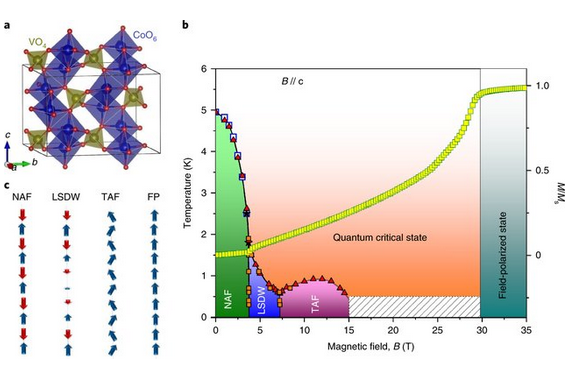 a
VO4
CoO6
c
a
b
b
B // c
6
5
4
3
2
1
0
Temperature (K)
1.0
0.5
0
M/Ms
Quantum critical state
Field-polarized state
NAF
LSDW
TAF
0
5
10
15
20
25
30
35
Magnetic field, B (T)
c
NAF
LSDW
TAF
FP